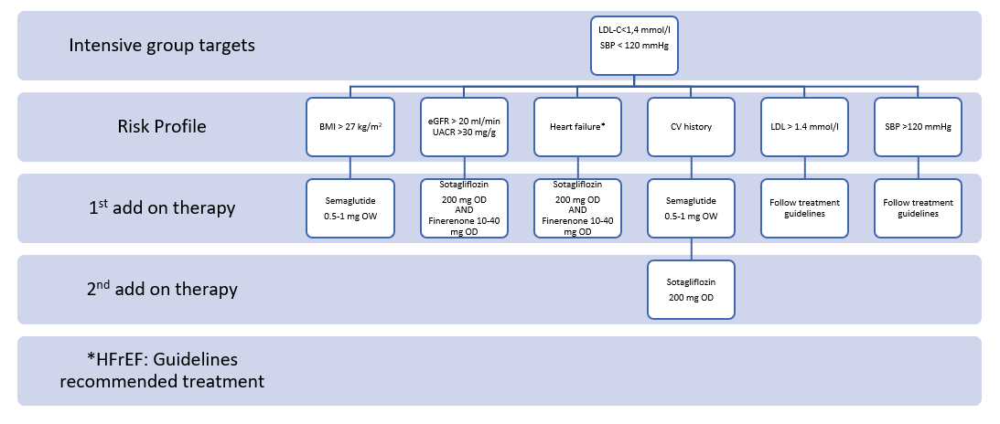 Intensive group targets
LDL-C<1,4 mmol/l
SBP < 120 mmHg
Risk Profile
BMI > 27 kg/m²
eGFR > 20 ml/min
UACR >30 mg/g
Heart failure*
CV history
LDL > 1.4 mmol/l
SBP >120 mmHg
1st add on therapy
Semaglutide
0.5-1 mg OW
Sotagliflozin
200 mg OD
AND
Finerenone 10-40
mg OD
Sotagliflozin
200 mg OD
AND
Finerenone 10-40
mg OD
Semaglutide
0.5-1 mg OW
Follow treatment
guidelines
Follow treatment
guidelines
2nd add on therapy
Sotagliflozin
200 mg OD
*HFrEF: Guidelines
recommended treatment